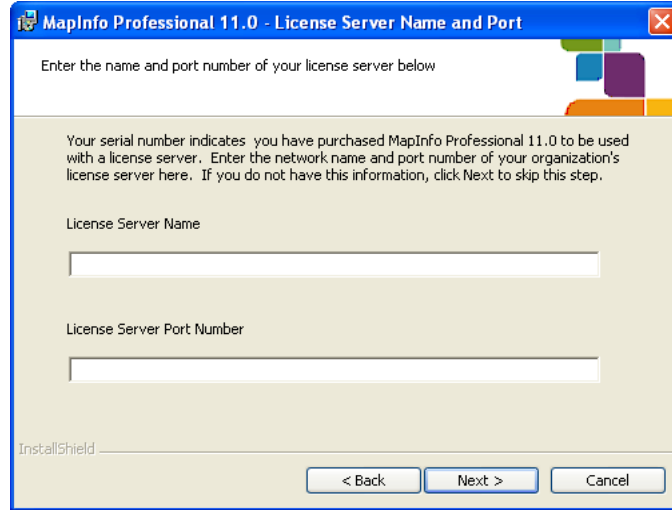 MapInfo Professional 11.0 - License Server Name and Port
Enter the name and port number of your license server below
Your serial number indicates  you have purchased MapInfo Professional 11.0 to be used
with a license server.  Enter the network name and port number of your organization's
license server here.  If you do not have this information, click Next to skip this step.
License Server Name
License Server Port Number
InstallShield
< Back
Next >
Cancel